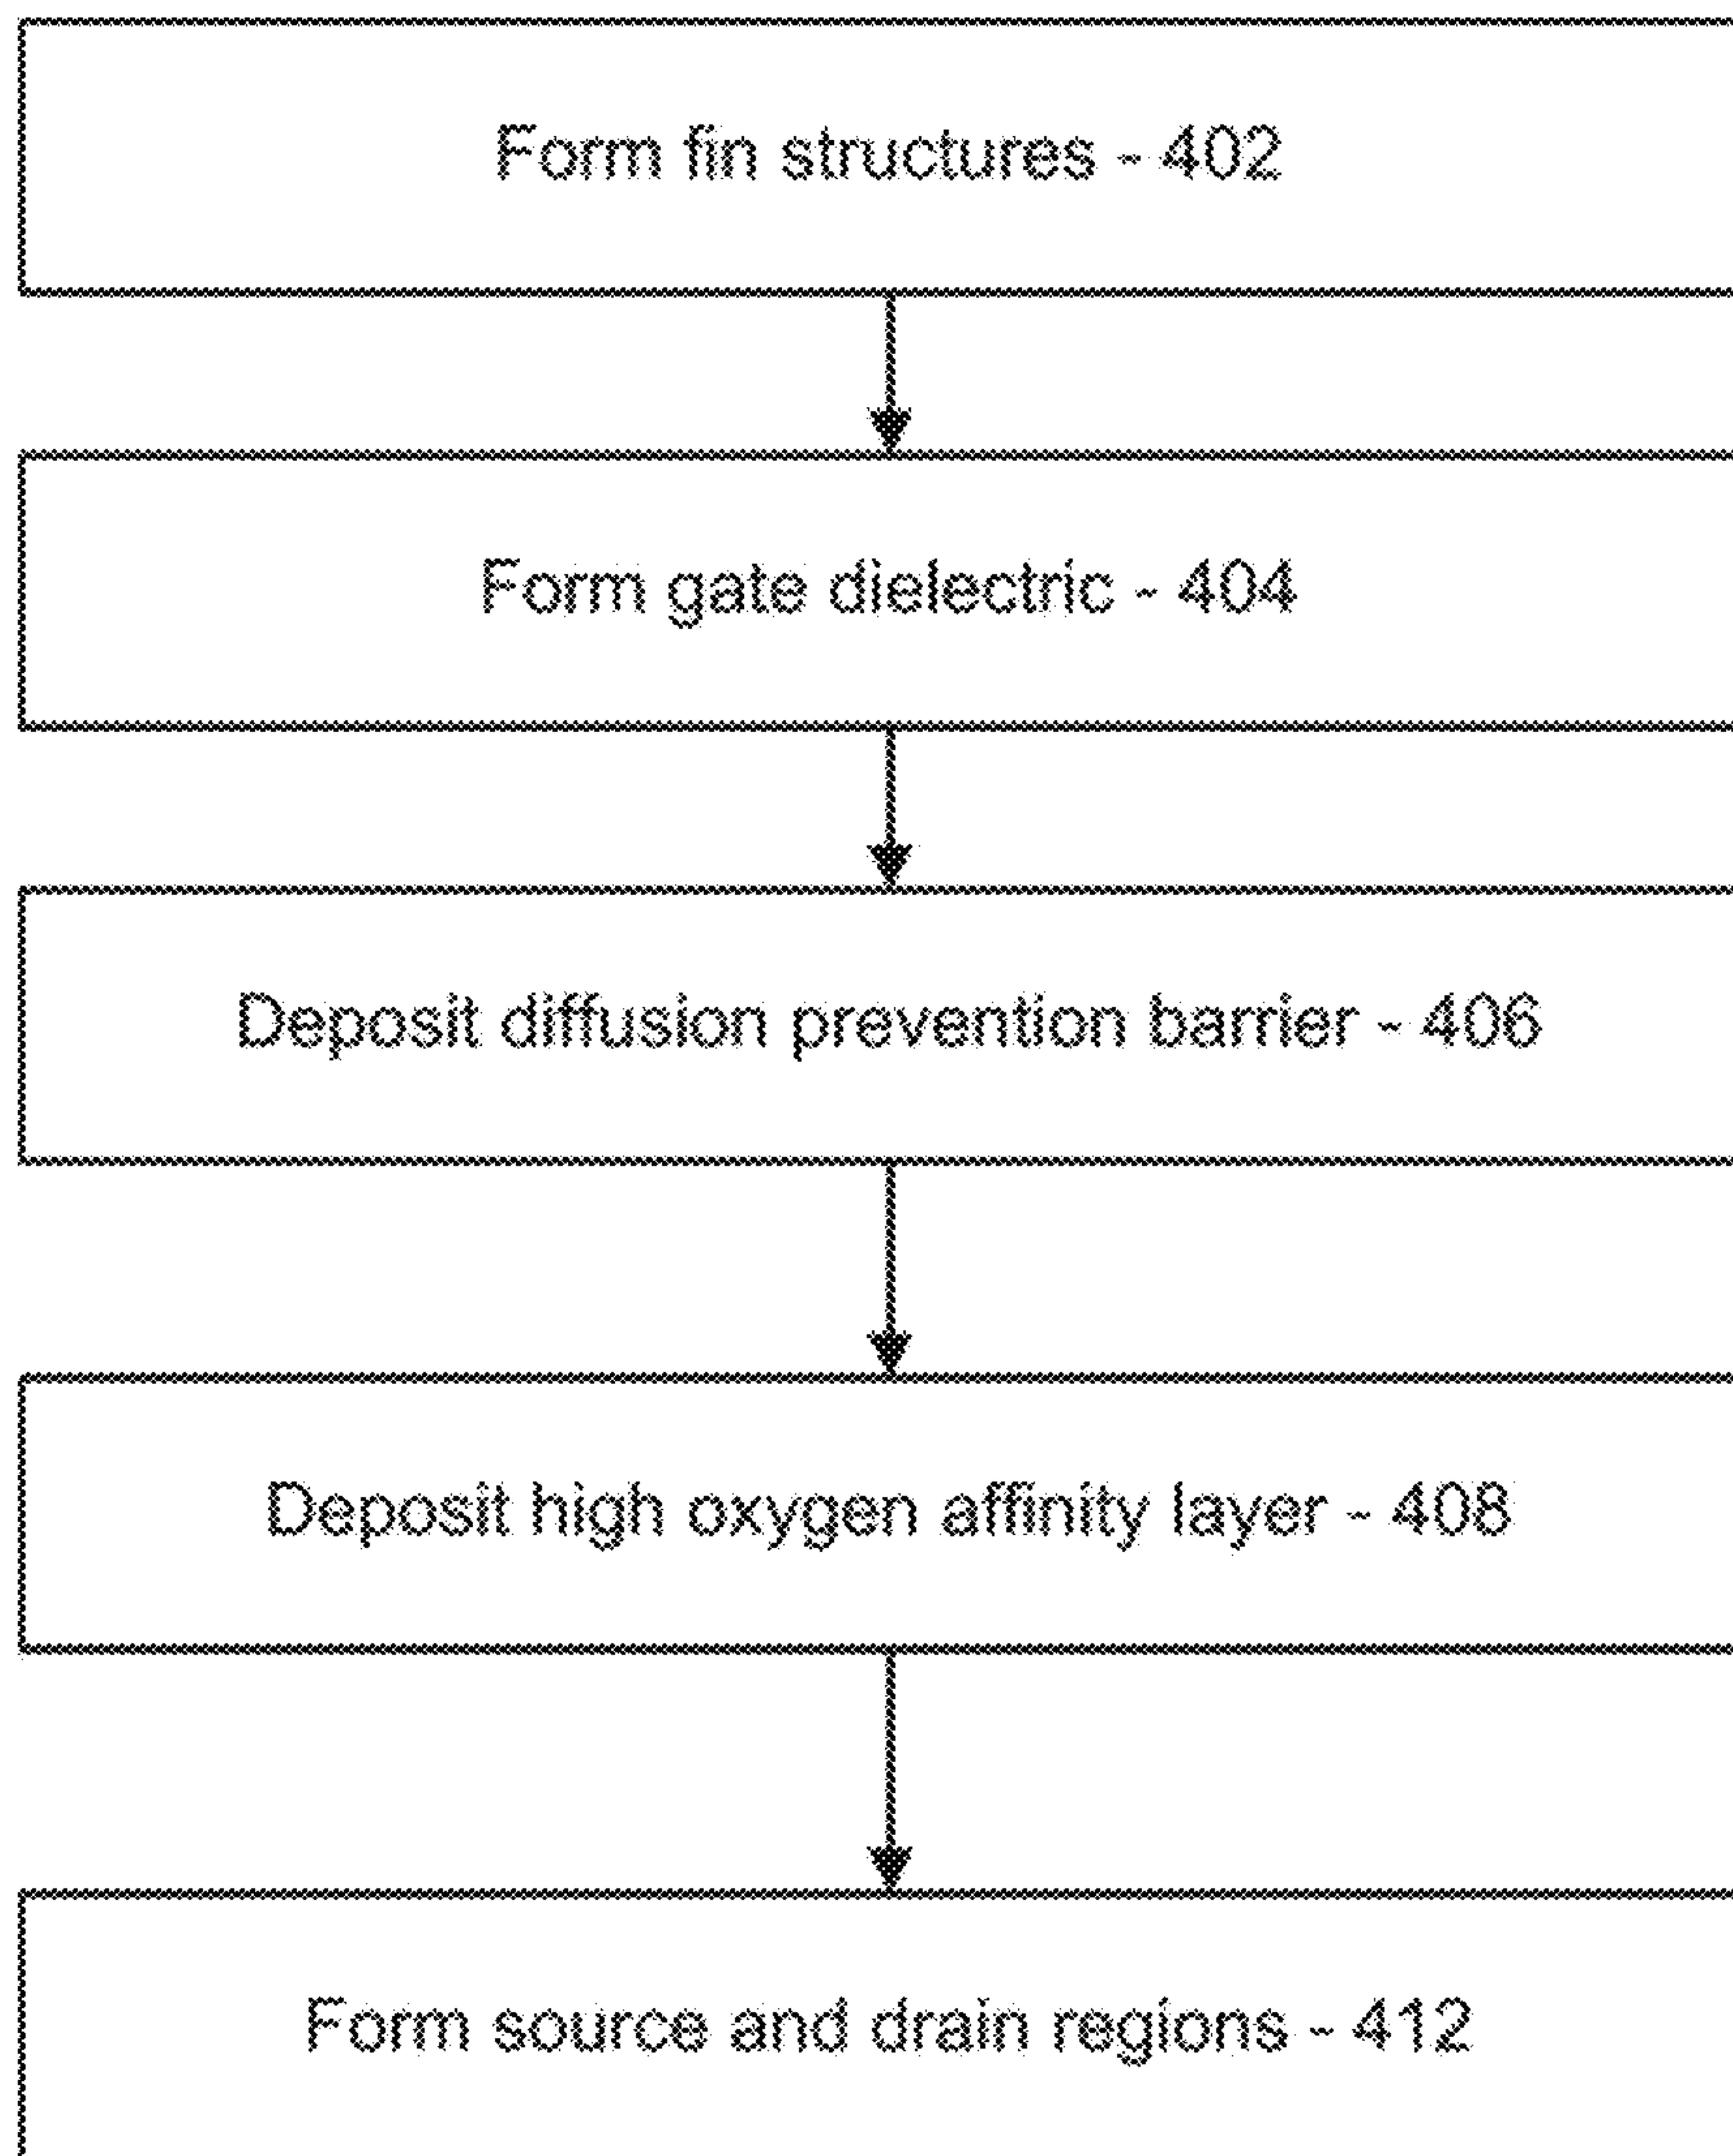 Form fin structures - 402
Form gate dielectric - 404
Deposit diffusion prevention barrier - 406
Deposit high oxygen affinity layer - 408
Form source and drain regions - 412